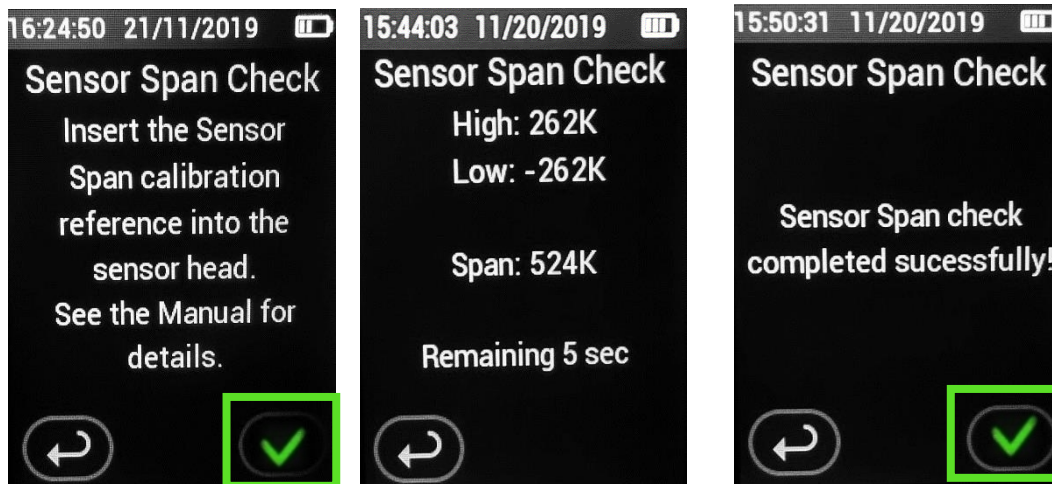 16:24:50 21/11/2019
Sensor Span Check
Insert the Sensor
Span calibration
reference into the
sensor head.
See the Manual for
details.
15:44:03 11/20/2019
Sensor Span Check
High: 262K
Low: -262K
Span: 524K
Remaining 5 sec
15:50:31 11/20/2019
Sensor Span Check
Sensor Span check
completed sucessfully!